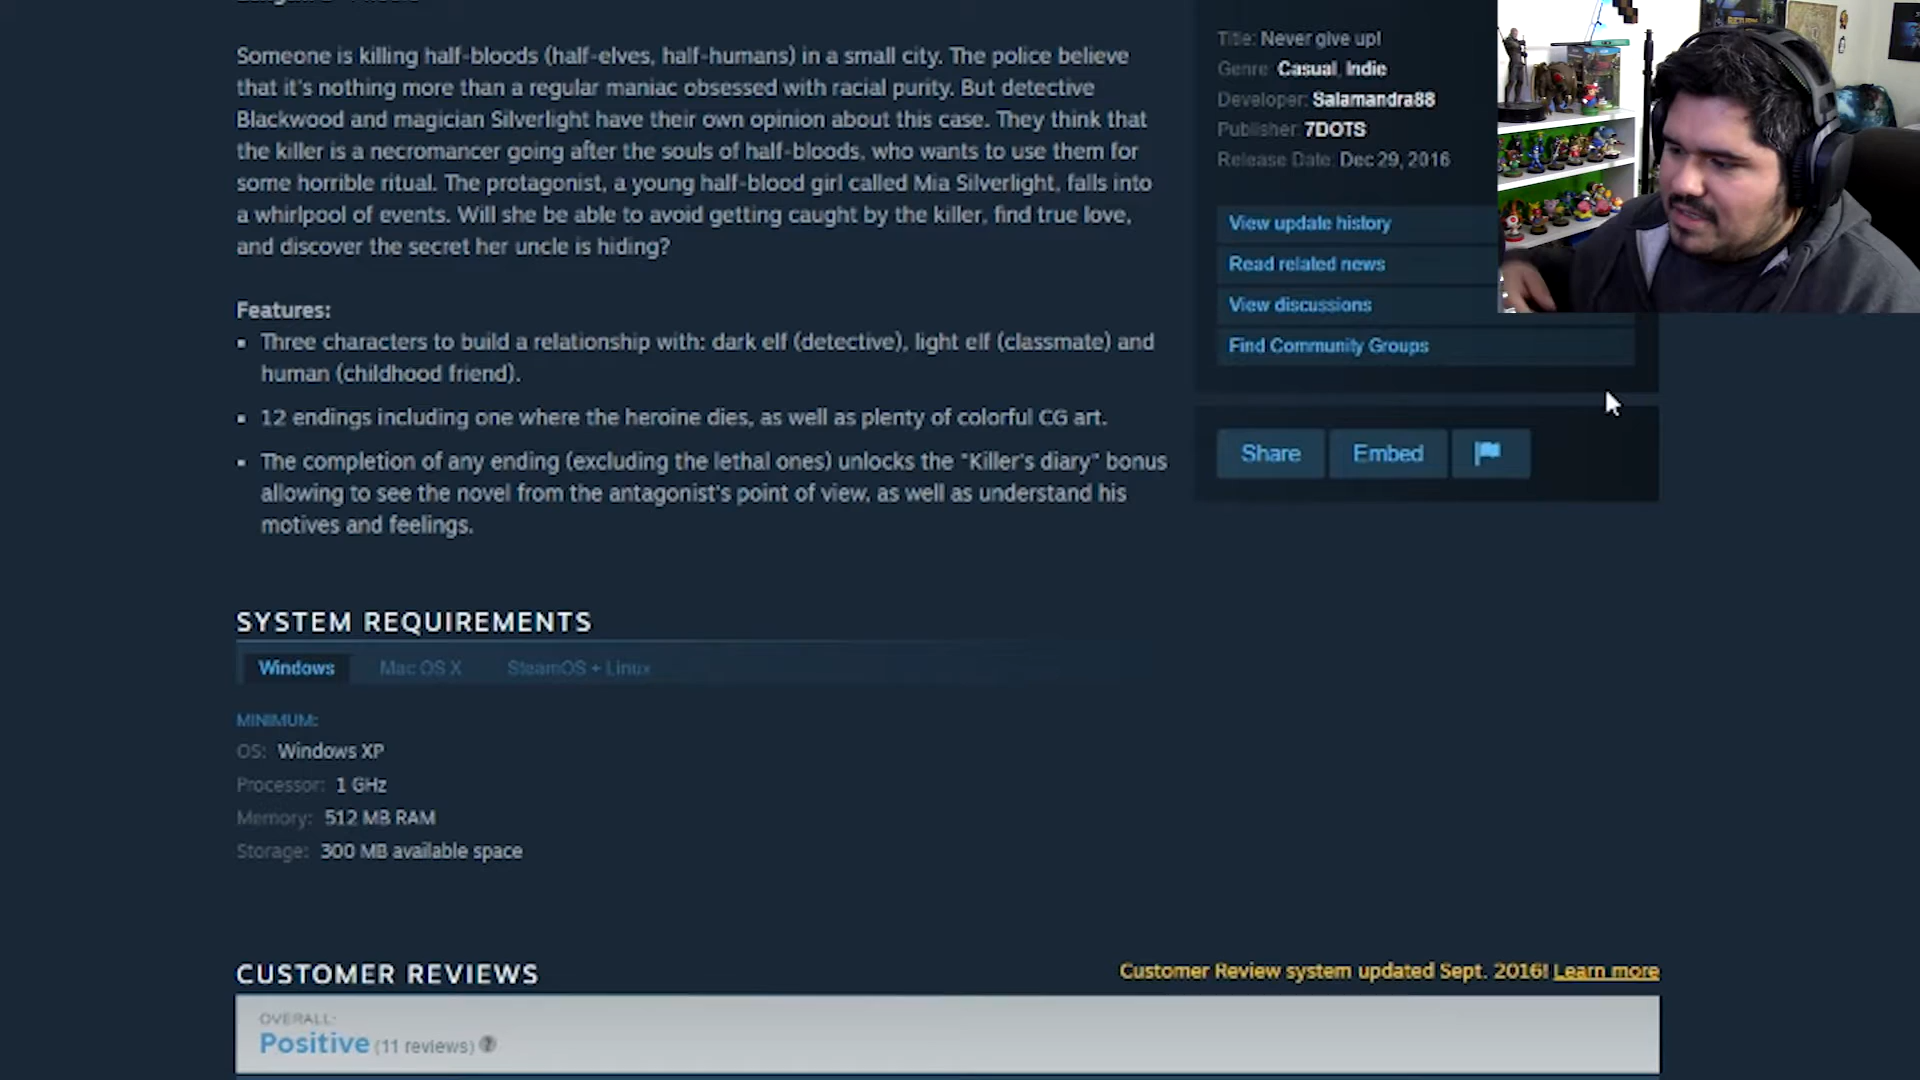 Someone is killing half-bloods (half-elves, half-humans) in a small city. The police believe
that it's nothing more than a regular maniac obsessed with racial purity. But detective
Blackwood and magician Silverlight have their own opinion about this case. They think that
the killer is a necromancer going after the souls of half-bloods, who wants to use them for
some horrible ritual. The protagonist, a young half-blood girl called Mia Silverlight, falls into
a whirlpool of events. Will she be able to avoid getting caught by the killer, find true love,
and discover the secret her uncle is hiding?
Features:
Three characters to build a relationship with: dark elf (detective), light elf (classmate) and
human (childhood friend).
12 endings including one where the heroine dies, as well as plenty of colorful CG art.
The completion of any ending (excluding the lethal ones) unlocks the "Killer's diary" bonus
allowing to see the novel from the antagonist's point of view, as well as understand his
motives and feelings.
SYSTEM REQUIREMENTS
Windows Mac OS X SteamOS + Linux
MINIMUM:
OS: Windows XP
Processor: 1 GHz
Memory: 512 MB RAM
Storage: 300 MB available space
CUSTOMER REVIEWS
Customer Review system updated Sept. 2016! Learn more
OVERALL:
Positive (11 reviews) ?
Title: Never give up!
Genre: Casual, Indie
Developer: Salamandra88
Publisher: 7DOTS
Release Date: Dec 29, 2016
View update history
Read related news
View discussions
Find Community Groups
Share Embed